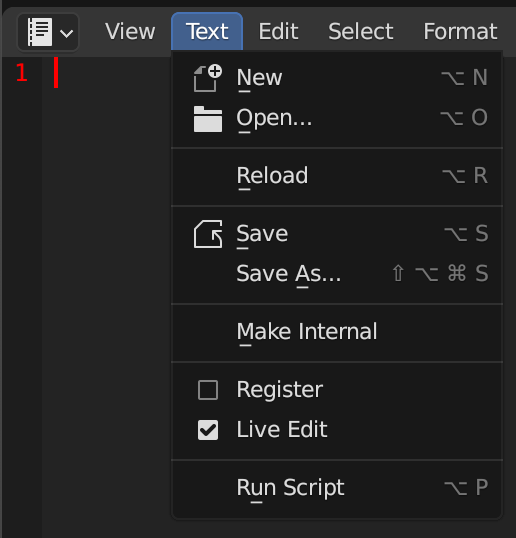 View Text Edit Select Format
1
New ⌥ N
Open... ⌥ O
Reload ⌥ R
Save ⌥ S
Save As... ⇧ ⌥ ⌘ S
Make Internal
Register
Live Edit
Run Script ⌥ P